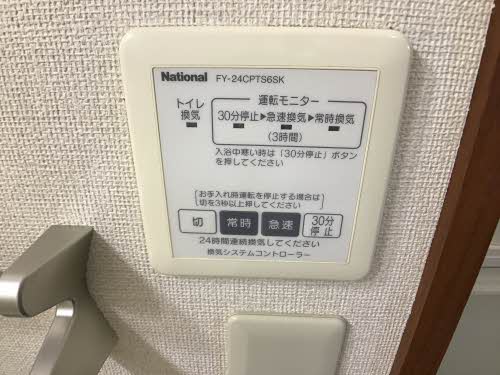 National FY-24CPTS6SK
トイレ
換気
運転モニター
30分停止▶急速換気▶常時換気
(3時間)
入浴中寒い時は「30分停止」ボタン
を押してください
お手入れ時運転を停止する場合は
切を3秒以上押してください
切 常時 急速 30分
停止
24時間連続換気してください
換気システムコントローラー